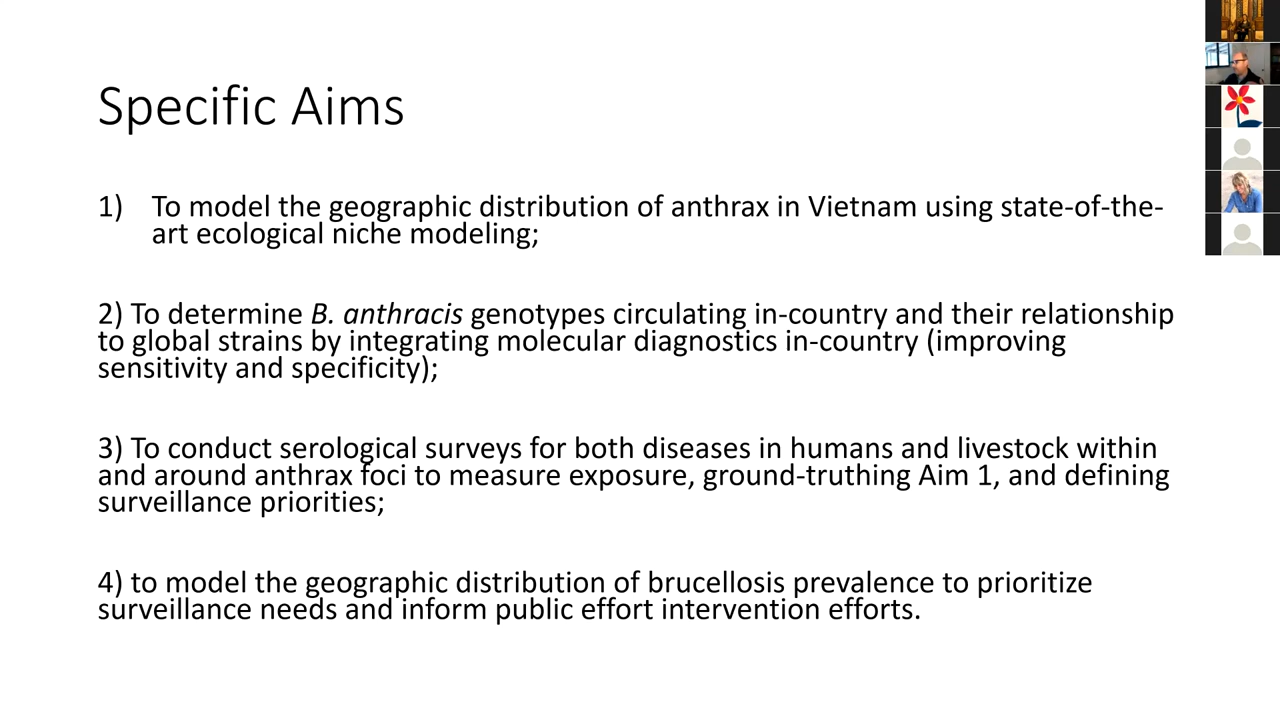 Specific Aims
1) To model the geographic distribution of anthrax in Vietnam using state-of-the-
art ecological niche modeling;
2) To determine B. anthracis genotypes circulating in-country and their relationship
to global strains by integrating molecular diagnostics in-country (improving
sensitivity and specificity);
3) To conduct serological surveys for both diseases in humans and livestock within
and around anthrax foci to measure exposure, ground-truthing Aim 1, and defining
surveillance priorities;
4) to model the geographic distribution of brucellosis prevalence to prioritize
surveillance needs and inform public effort intervention efforts.